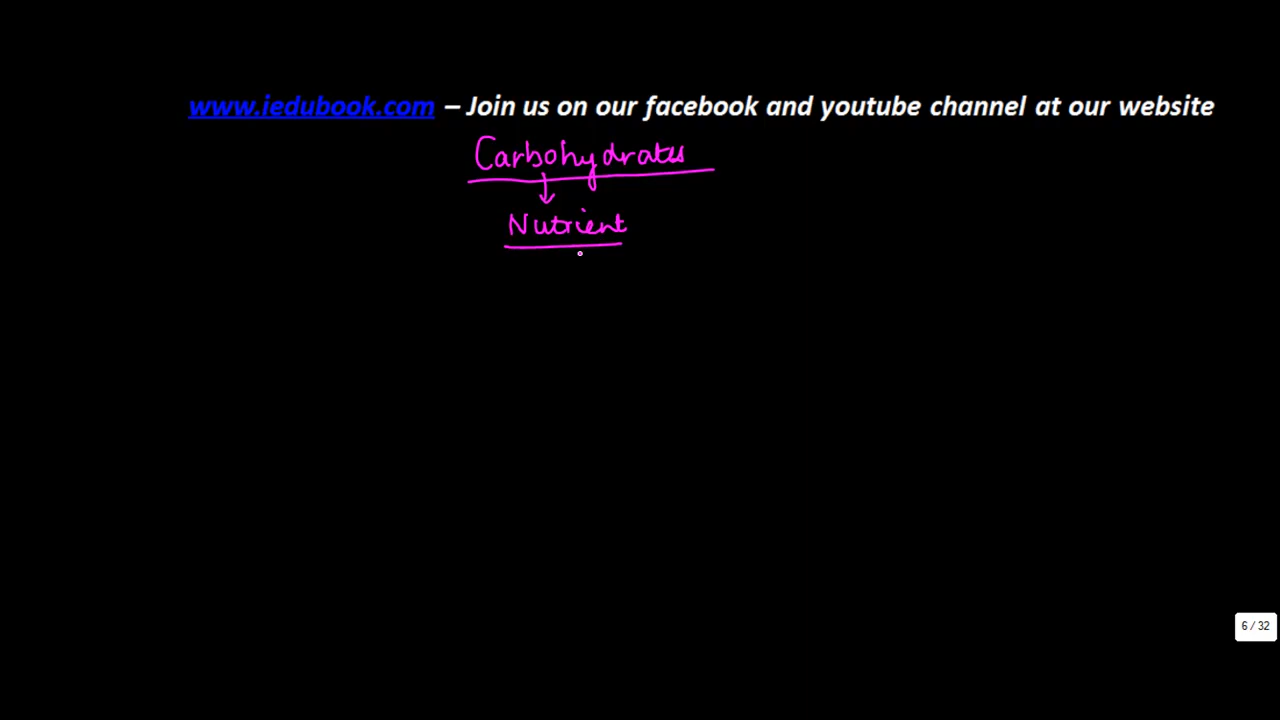 www.iedubook.com – Join us on our facebook and youtube channel at our website
Carbohydrates
Nutrient
6 / 32